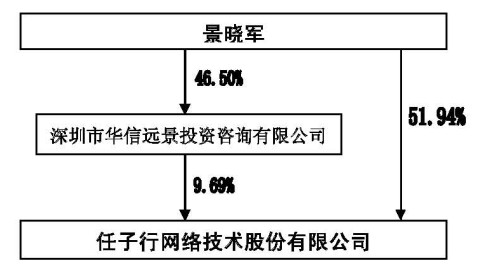 景晓军
46.50%
51.94%
深圳市华信远景投资咨询有限公司
9.69%
任子行网络技术股份有限公司